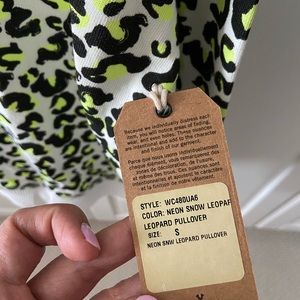 Because we individually distress each
item, you will notice areas of fading,
wear, and even holes. These nuances
are intentional and add to the character
and finish of our garment.
Parce que nous usons individuellement
chaque élément, vous remarquerez des
zones de décoloration, d'usure et
même des trous. Ces nuances sont
intentionnelles et ajoutent le caractère
et la finition de vêtement.
STYLE: WC480UA6
COLOR: NEON SNOW LEOPAR
LEOPARD PULLOVER
SIZE: S
NEON SNW LEOPARD PULLOVER